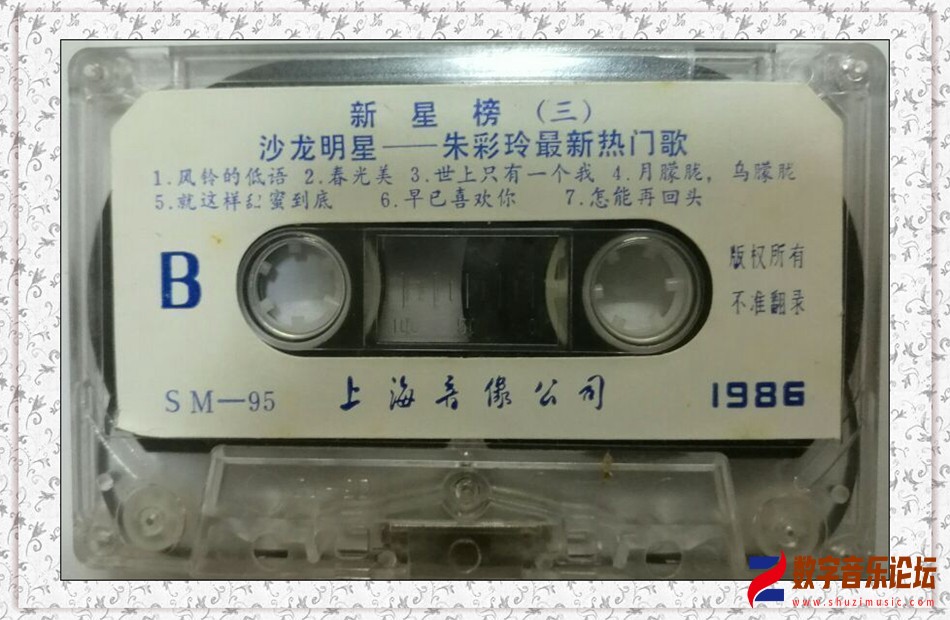 新星榜(三)
沙龙明星——朱彩玲最新热门歌
1.风铃的低语 2.春光美 3.世上只有一个我 4.月朦胧,鸟朦胧
5.就这样甜蜜到底 6.早已喜欢你 7.怎能再回头
B
版权所有
不准翻录
SM—95 上海音像公司 1986
100 50
数字音乐论坛
www.shuzimusic.com